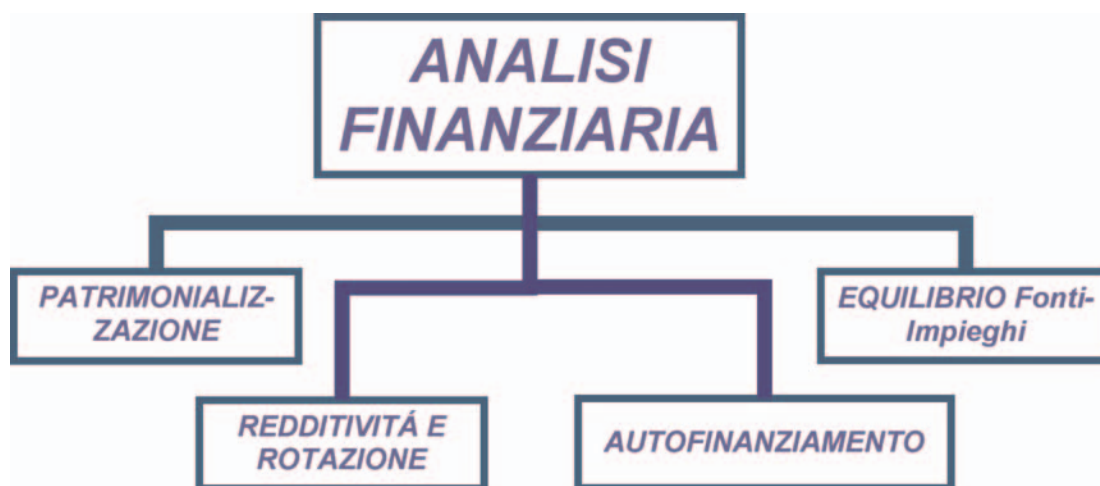 ANALISI
FINANZIARIA
PATRIMONIALIZ-
ZAZIONE
EQUILIBRIO Fonti-
Impieghi
REDDITIVITÁ E
ROTAZIONE
AUTOFINANZIAMENTO